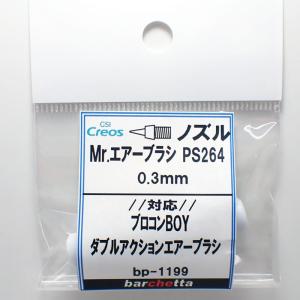 GSI
Creos ノズル
Mr.エアーブラシ PS264
0.3mm
//対応//
プロコンBOY
ダブルアクションエアーブラシ
bp-1199
barchetta